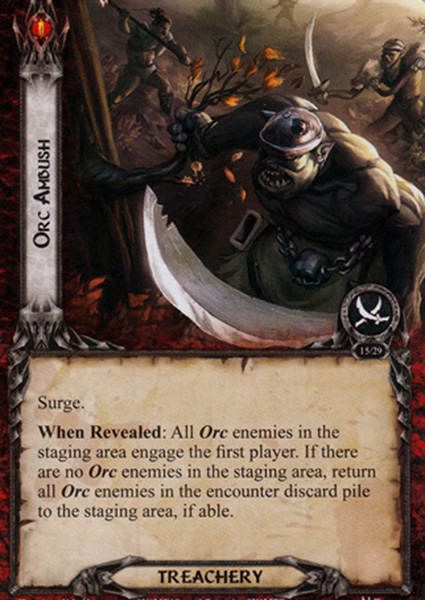 Orc Ambush
15/29
Surge.
When Revealed: All Orc enemies in the
staging area engage the first player. If there
are no Orc enemies in the staging area, return
all Orc enemies in the encounter discard pile
to the staging area, if able.
TREACHERY